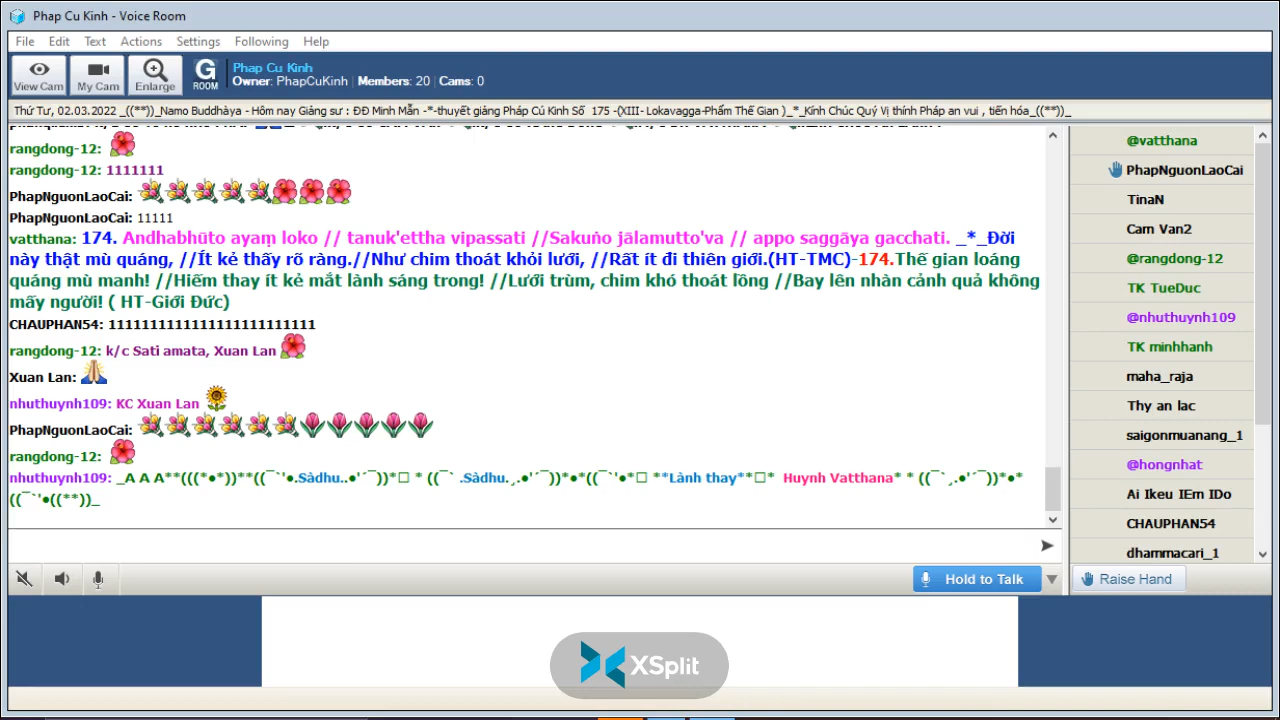 Phap Cu Kinh - Voice Room
File Edit Text Actions Settings Following Help
View Cam My Cam Enlarge G ROOM
Phap Cu Kinh
Owner: PhapCuKinh Members: 20 Cams: 0
Thứ Tư, 02.03.2022 _((**))_Namo Buddhàya - Hôm nay Giảng sư : ĐĐ Minh Mẫn -*-thuyết giảng Pháp Cú Kinh Số 175 -(XIII- Lokavagga-Phẩm Thế Gian )_*_Kính Chúc Quý Vị thính Pháp an vui , tiến hóa_((**))_
rangdong-12:
rangdong-12: 1111111
PhapNguonLaoCai:
PhapNguonLaoCai: 11111
vatthana: 174. Andhabhūto ayaṃ loko // tanuk'ettha vipassati //Sakuṅo jālamutto'va // appo saggāya gacchati. _*_Đời
này thật mù quáng, //Ít kẻ thấy rõ ràng.//Như chim thoát khỏi lưới, //Rất ít đi thiên giới.(HT-TMC)-174.Thế gian loáng
quáng mù manh! //Hiếm thay ít kẻ mắt lành sáng trong! //Lưới trùm, chim khó thoát lồng //Bay lên nhàn cảnh quả không
mấy người! ( HT-Giới Đức)
CHAUPHAN54: 1111111111111111111111111
rangdong-12: k/c Sati amata, Xuan Lan
Xuan Lan:
nhuthuynh109: KC Xuan Lan
PhapNguonLaoCai:
rangdong-12:
nhuthuynh109: _A A A**(((*•*))**((¯`'•.Sàdhu..•'´¯))*□ * ((¯` .Sàdhu.¸.•'´¯))*•*((¯`'•*□ **Lành thay**□* Huynh Vatthana* * ((¯`¸.•'´¯))*•*
((¯`'•((**))_
@vatthana
PhapNguonLaoCai
TinaN
Cam Van2
@rangdong-12
TK TueDuc
@nhuthuynh109
TK minhhanh
maha_raja
Thy an lac
saigonmuanang_1
@hongnhat
Ai Ikeu IEm IDo
CHAUPHAN54
dhammacari_1
Hold to Talk
Raise Hand
XSplit